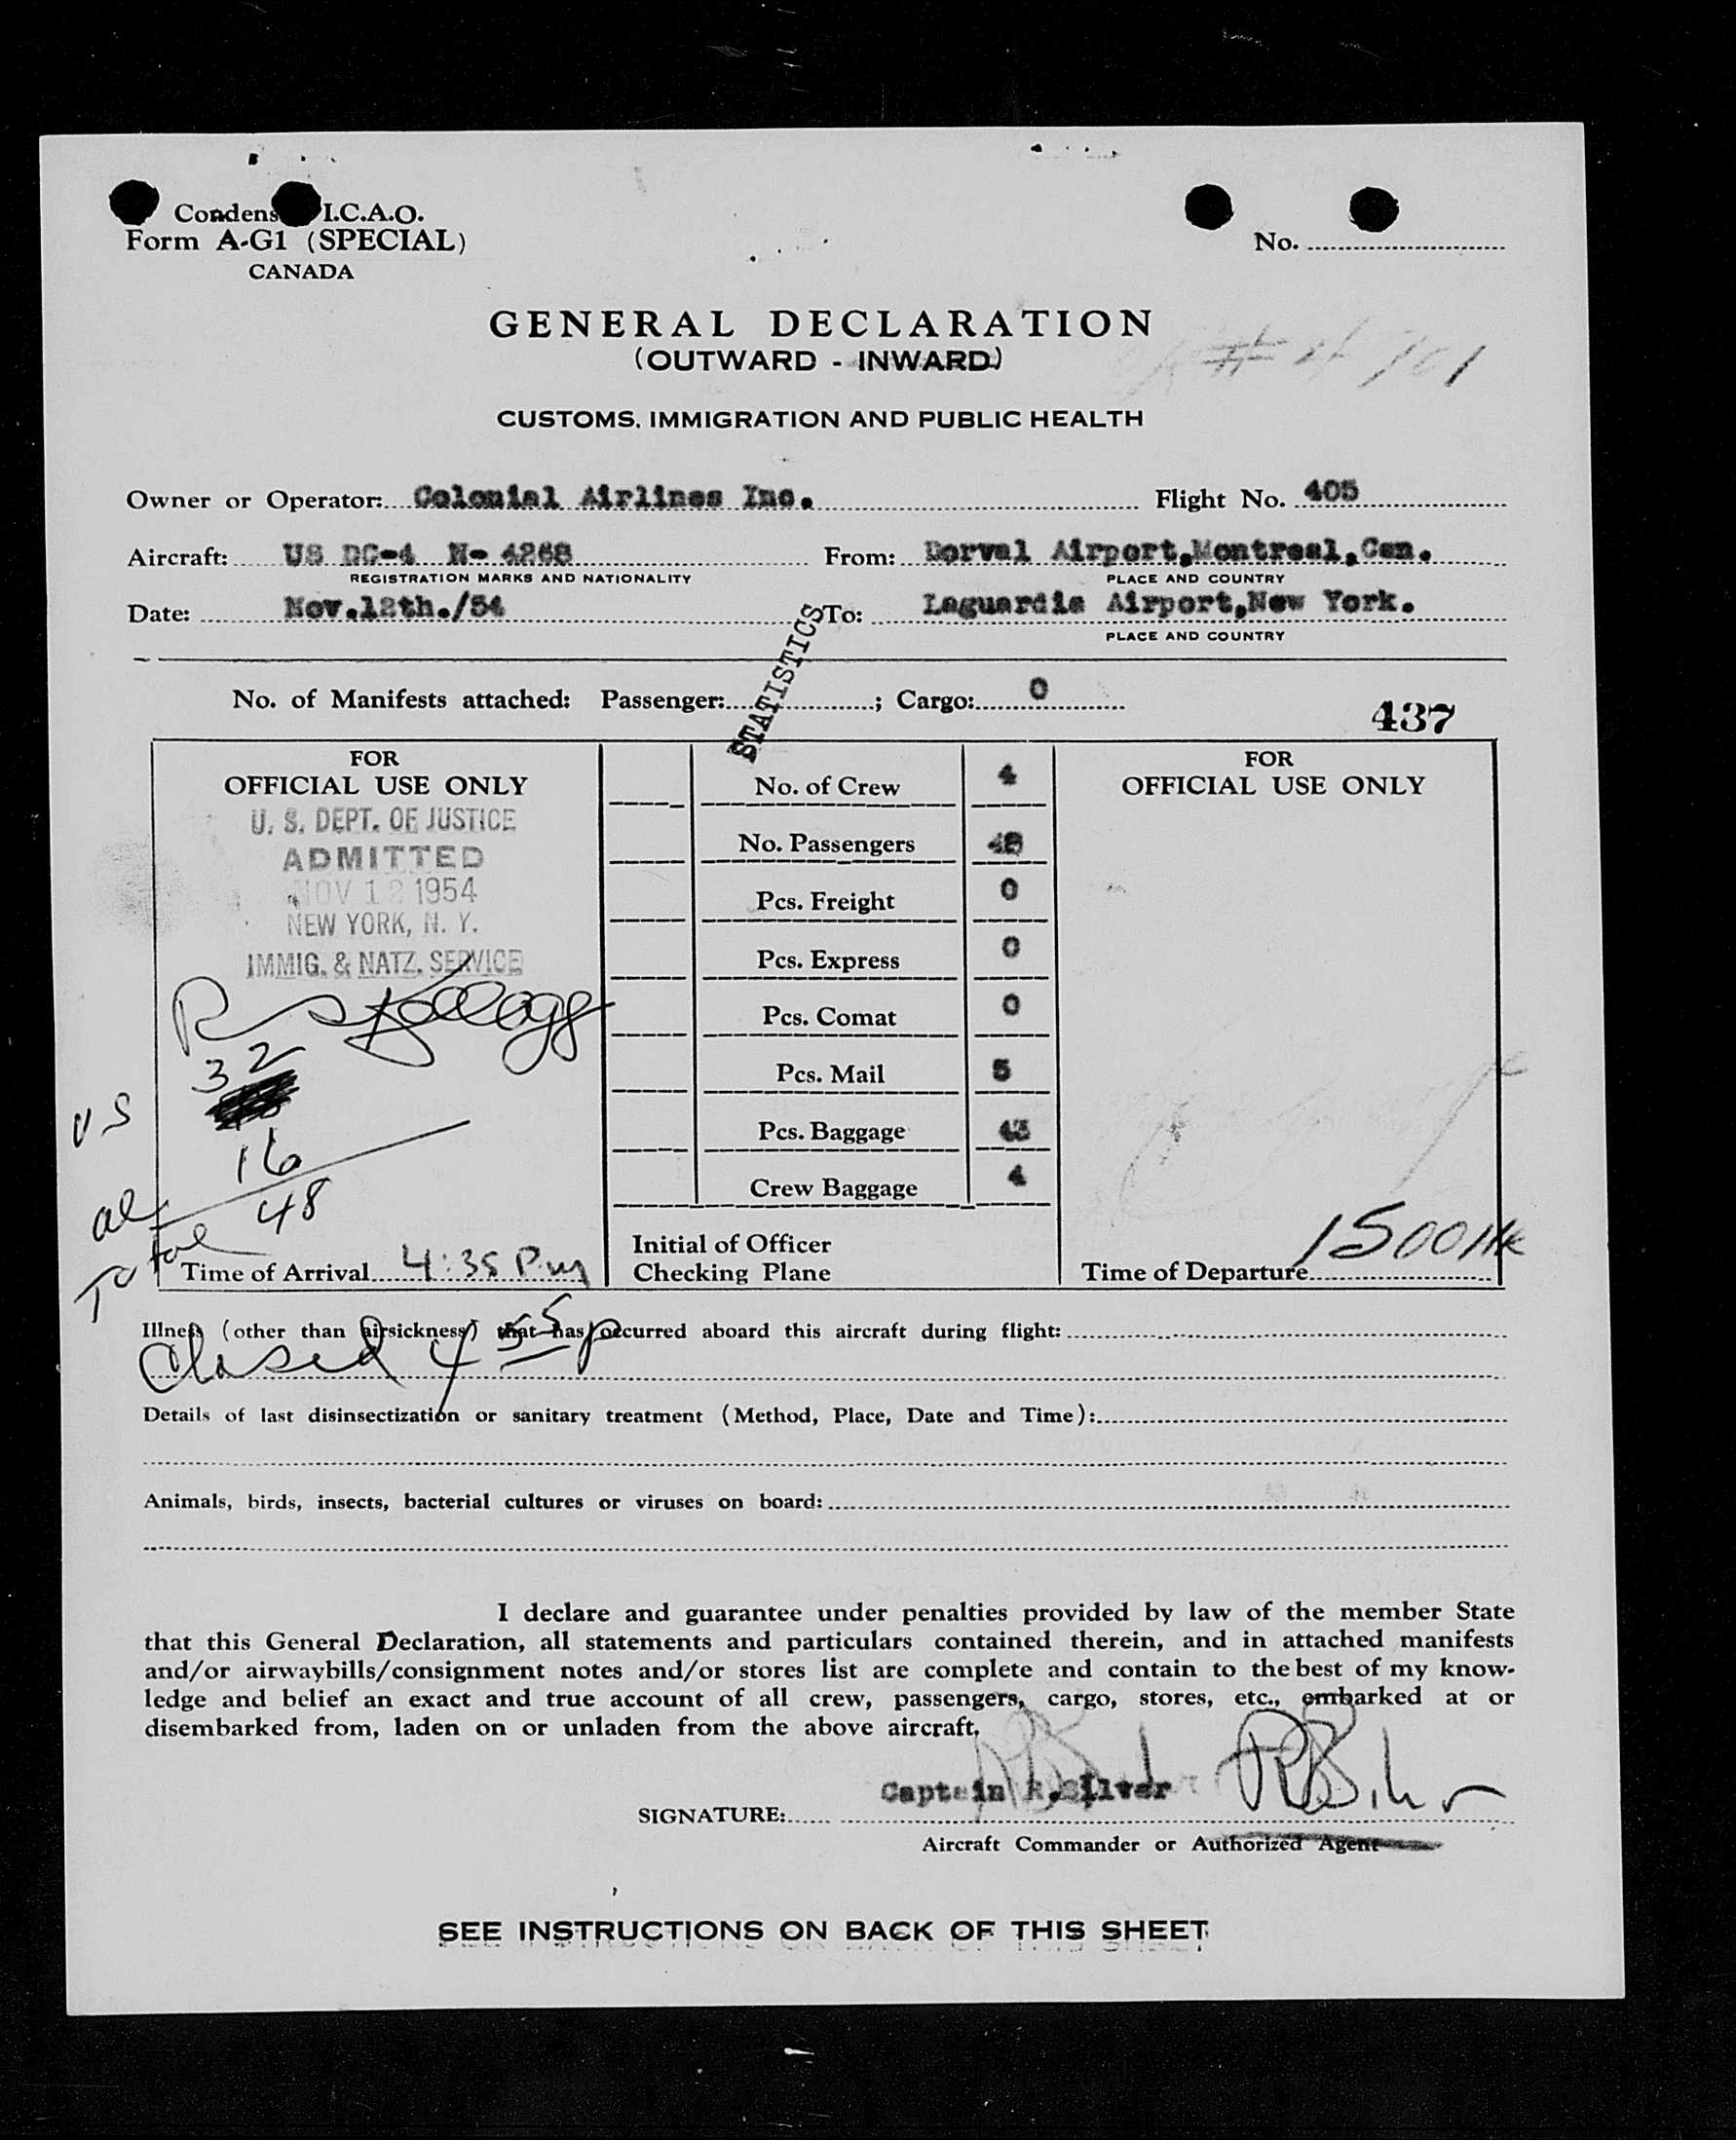 Condens I.C.A.O.
Form A-G1 (SPECIAL)
CANADA
No.
GENERAL DECLARATION
(OUTWARD - INWARD)
CUSTOMS, IMMIGRATION AND PUBLIC HEALTH
Owner or Operator: Colonial Airlines Inc. Flight No. 405
Aircraft: US DC-4 N- 4268 From: Dorval Airport,Montreal,Can.
REGISTRATION MARKS AND NATIONALITY PLACE AND COUNTRY
Date: Nov.12th./54 To: Laguardia Airport,New York.
PLACE AND COUNTRY
STATISTICS
No. of Manifests attached: Passenger: ; Cargo: 0
437
FOR
OFFICIAL USE ONLY
U. S. DEPT. OF JUSTICE
ADMITTED
NOV 12 1954
NEW YORK, N. Y.
IMMIG. & NATZ. SERVICE
32
US
16
al
48
Total
Time of Arrival 4:35 P.m
No. of Crew 4
No. Passengers 48
Pcs. Freight 0
Pcs. Express 0
Pcs. Comat 0
Pcs. Mail 5
Pcs. Baggage
Crew Baggage 4
Initial of Officer
Checking Plane
FOR
OFFICIAL USE ONLY
Time of Departure 1500
Illness (other than airsickness) that has occurred aboard this aircraft during flight:
Closed 4 55 p
Details of last disinsectization or sanitary treatment (Method, Place, Date and Time):
Animals, birds, insects, bacterial cultures or viruses on board:
I declare and guarantee under penalties provided by law of the member State
that this General Declaration, all statements and particulars contained therein, and in attached manifests
and/or airwaybills/consignment notes and/or stores list are complete and contain to the best of my know-
ledge and belief an exact and true account of all crew, passengers, cargo, stores, etc., embarked at or
disembarked from, laden on or unladen from the above aircraft.
Captain R.Silver RBSilver
SIGNATURE:
Aircraft Commander or Authorized Agent
SEE INSTRUCTIONS ON BACK OF THIS SHEET